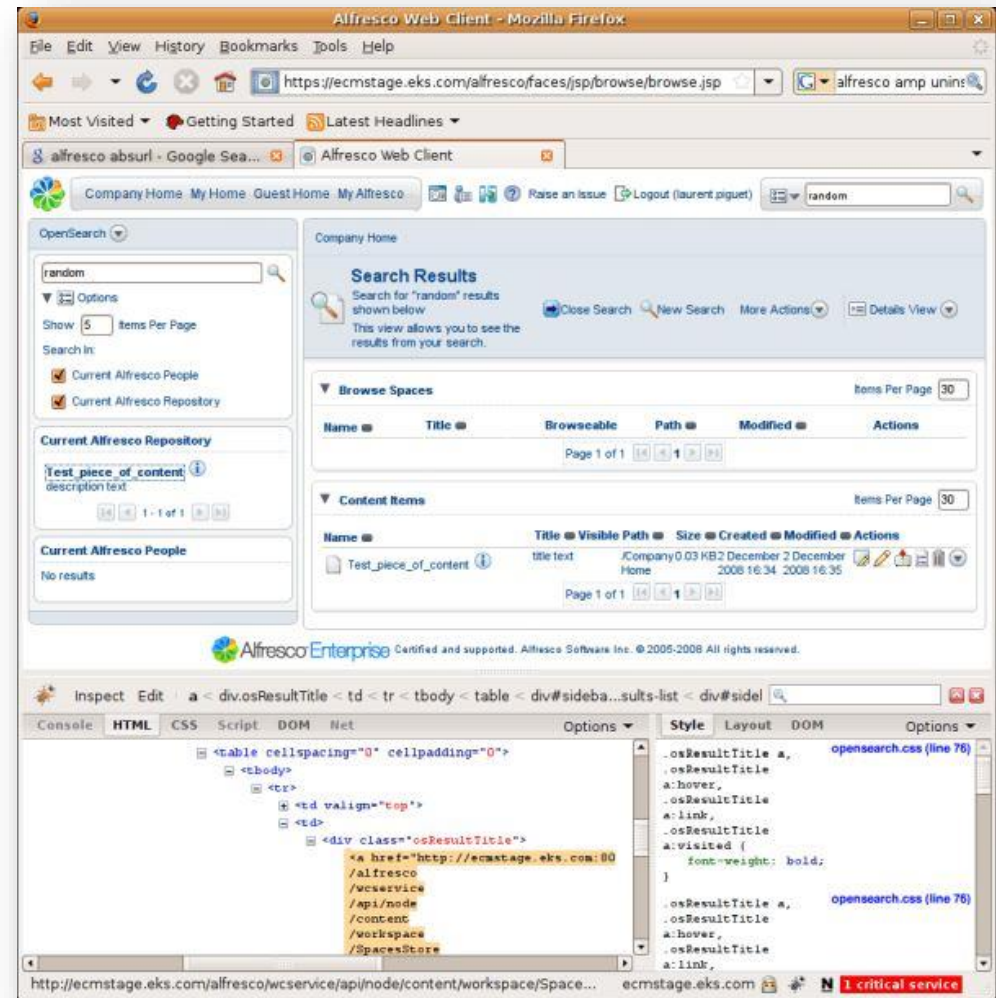 Alfresco Web Client - Mozilla Firefox
File Edit View History Bookmarks Tools Help
https://ecmstage.eks.com/alfresco/faces/jsp/browse/browse.jsp
alfresco amp unins
Most Visited Getting Started Latest Headlines
alfresco absurl - Google Sea...
Alfresco Web Client
Company Home My Home Guest Home My Alfresco
Raise an Issue Logout (laurent.piguet)
random
OpenSearch
random
Options
Show 5 Items Per Page
Search in:
Current Alfresco People
Current Alfresco Repository
Current Alfresco Repository
Test_piece_of_content
description text
1 - 1 of 1
Current Alfresco People
No results
Company Home
Search Results
Search for "random" results
shown below
This view allows you to see the
results from your search.
Close Search New Search More Actions Details View
Browse Spaces
Items Per Page 30
Name Title Browseable Path Modified Actions
Page 1 of 1 1
Content Items
Items Per Page 30
Name Title Visible Path Size Created Modified Actions
Test_piece_of_content title text /Company 0.03 KB 2 December 2 December
Home 2008 16:34 2008 16:35
Page 1 of 1 1
Alfresco Enterprise Certified and supported. Alfresco Software Inc. © 2005-2008 All rights reserved.
Inspect Edit a < div.osResultTitle < td < tr < tbody < table < div#sideba...sults-list < div#sidel
Console HTML CSS Script DOM Net Options
Style Layout DOM Options
<table cellspacing="0" cellpadding="0">
<tbody>
<tr>
<td valign="top">
<td>
<div class="osResultTitle">
<a href="http://ecmstage.eks.com:80
/alfresco
/wcservice
/api/node
/content
/workspace
/SpacesStore
.osResultTitle a, opensearch.css (line 76)
.osResultTitle
a:hover,
.osResultTitle
a:link,
.osResultTitle
a:visited {
font-weight: bold;
}
.osResultTitle a, opensearch.css (line 76)
.osResultTitle
a:hover,
.osResultTitle
a:link,
http://ecmstage.eks.com/alfresco/wcservice/api/node/content/workspace/Space...
ecmstage.eks.com
N 1 critical service